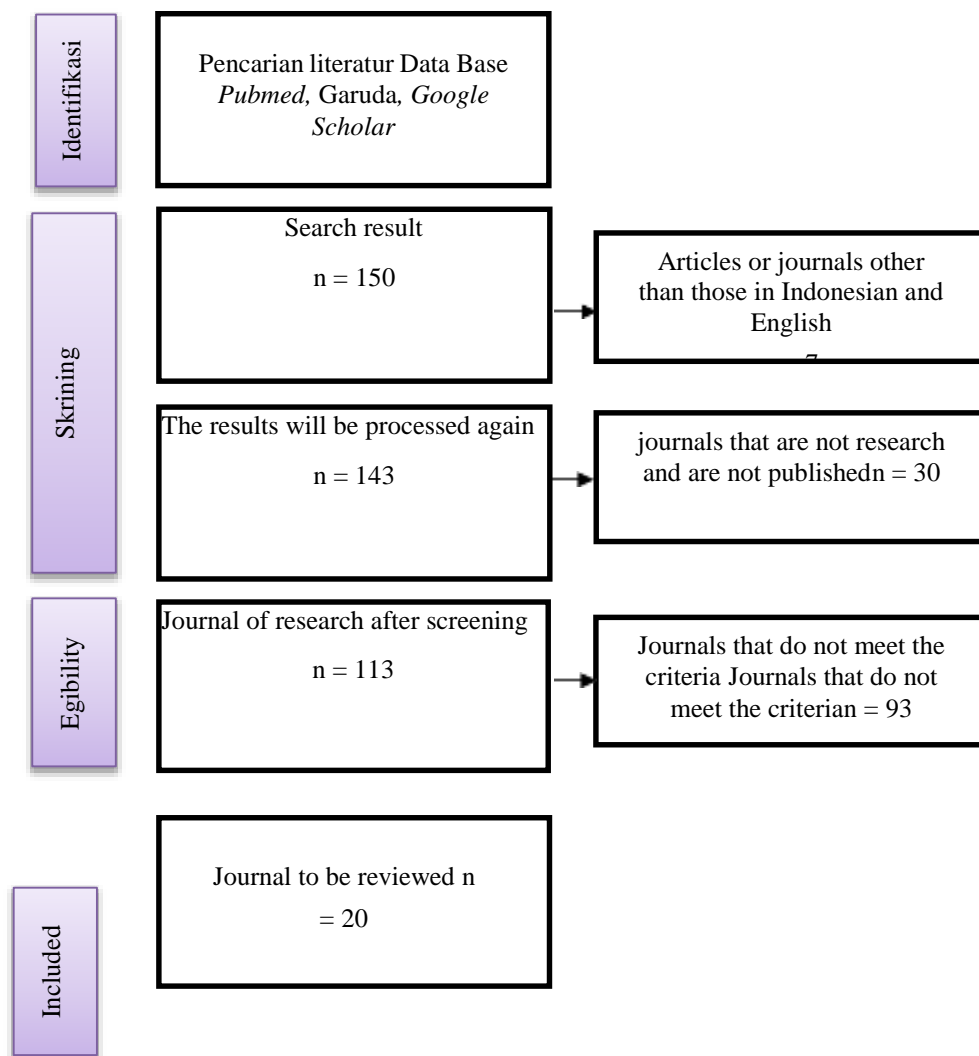 Identifikasi
Pencarian literatur Data Base
Pubmed, Garuda, Google
Scholar
Skrining
Search result
n = 150
Articles or journals other
than those in Indonesian and
English
The results will be processed again
n = 143
journals that are not research
and are not publishedn = 30
Egibility
Journal of research after screening
n = 113
Journals that do not meet the
criteria Journals that do not
meet the criterian = 93
Included
Journal to be reviewed n
= 20